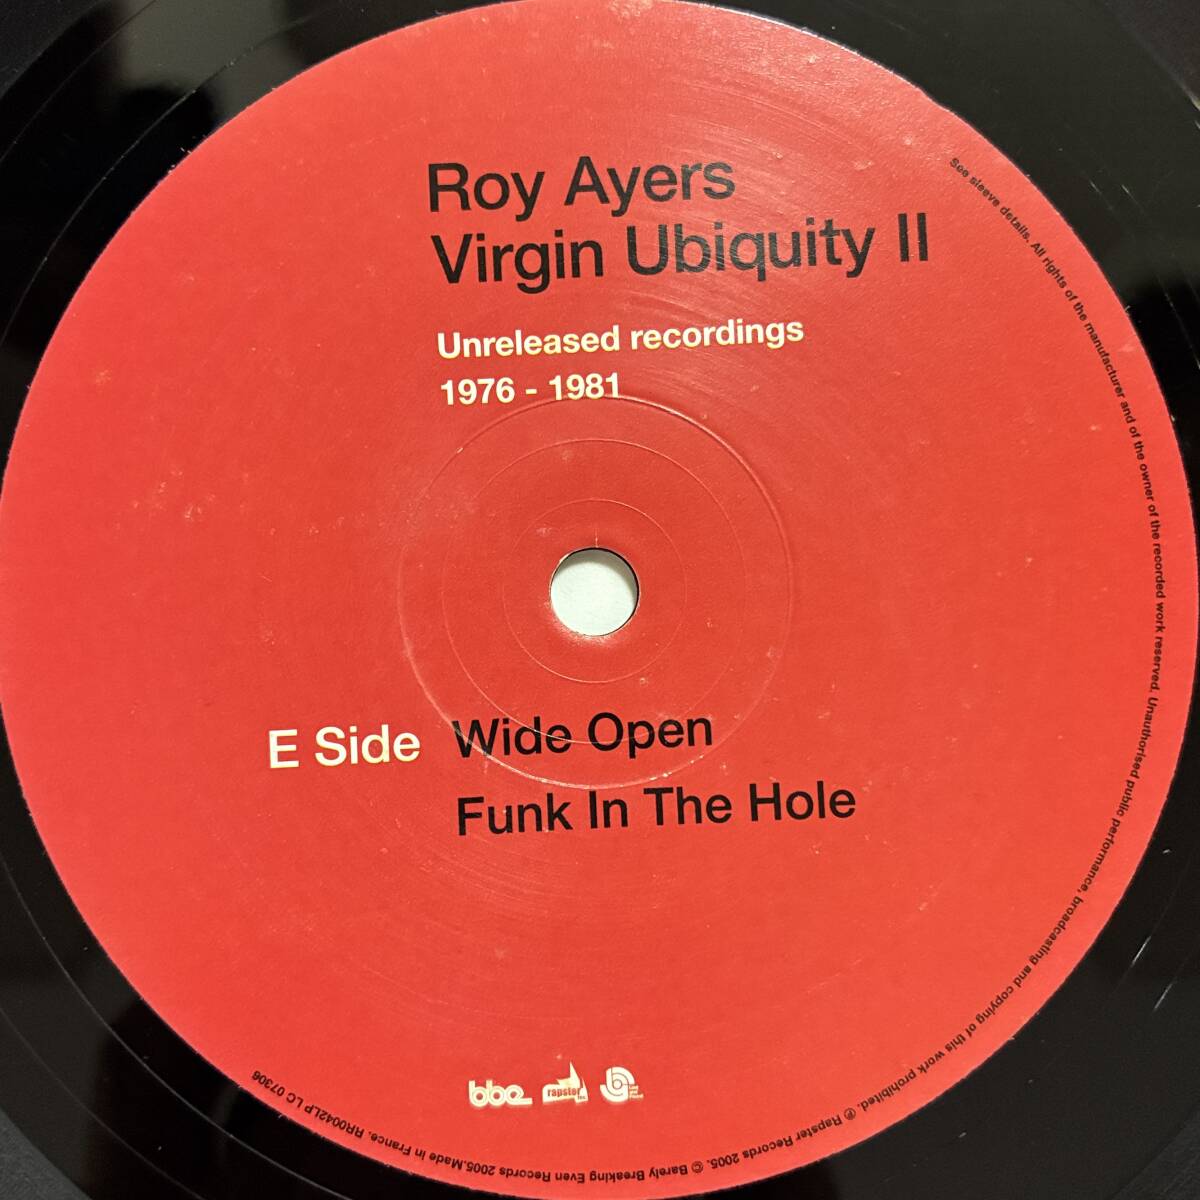 Roy Ayers
Virgin Ubiquity II
Unreleased recordings
1976 - 1981
E Side
Wide Open
Funk In The Hole
bbe
rapster
See sleeve details. All rights of the manufacturer and of the owner of the recorded work reserved. Unauthorised public performance, broadcasting and copying of this work prohibited. ℗ Rapster Records 2005. © Barely Breaking Even Records 2005.Made in France. RR0042LP LC 07306